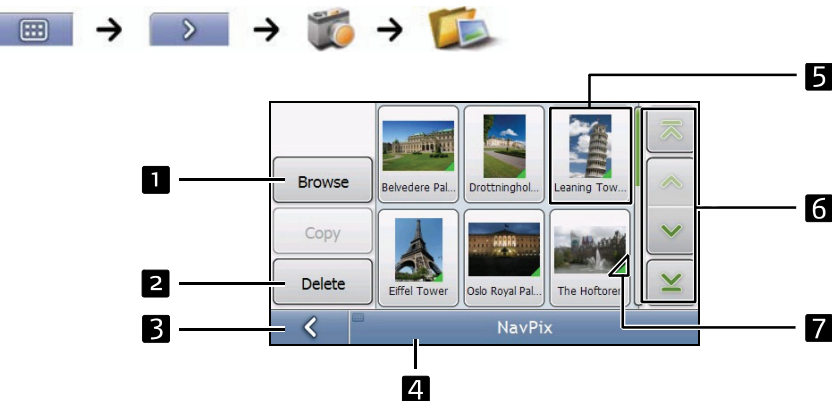 5
1
Browse
Belvedere Pal...
Drottninghol...
Leaning Tow...
6
Copy
2
Delete
Eiffel Tower
Oslo Royal Pal...
The Hoftoren
3
NavPix
7
4